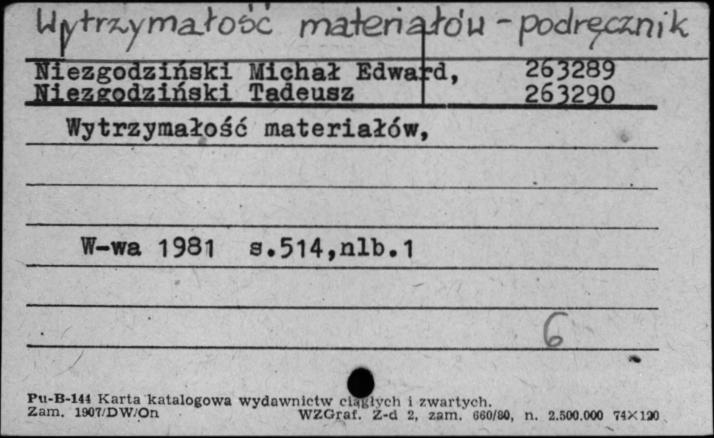 Wytrzymałość materiałów - podręcznik
Niezgodziński Michał Edward, 263289
Niezgodziński Tadeusz 263290
Wytrzymałość materiałów,
W-wa 1981 s.514,nlb.1
6
Pu-B-144 Karta katalogowa wydawnictw ciągłych i zwartych.
Zam. 1907/DW/On WZGraf. Z-d 2, zam. 660/80, n. 2.500.000 74×120